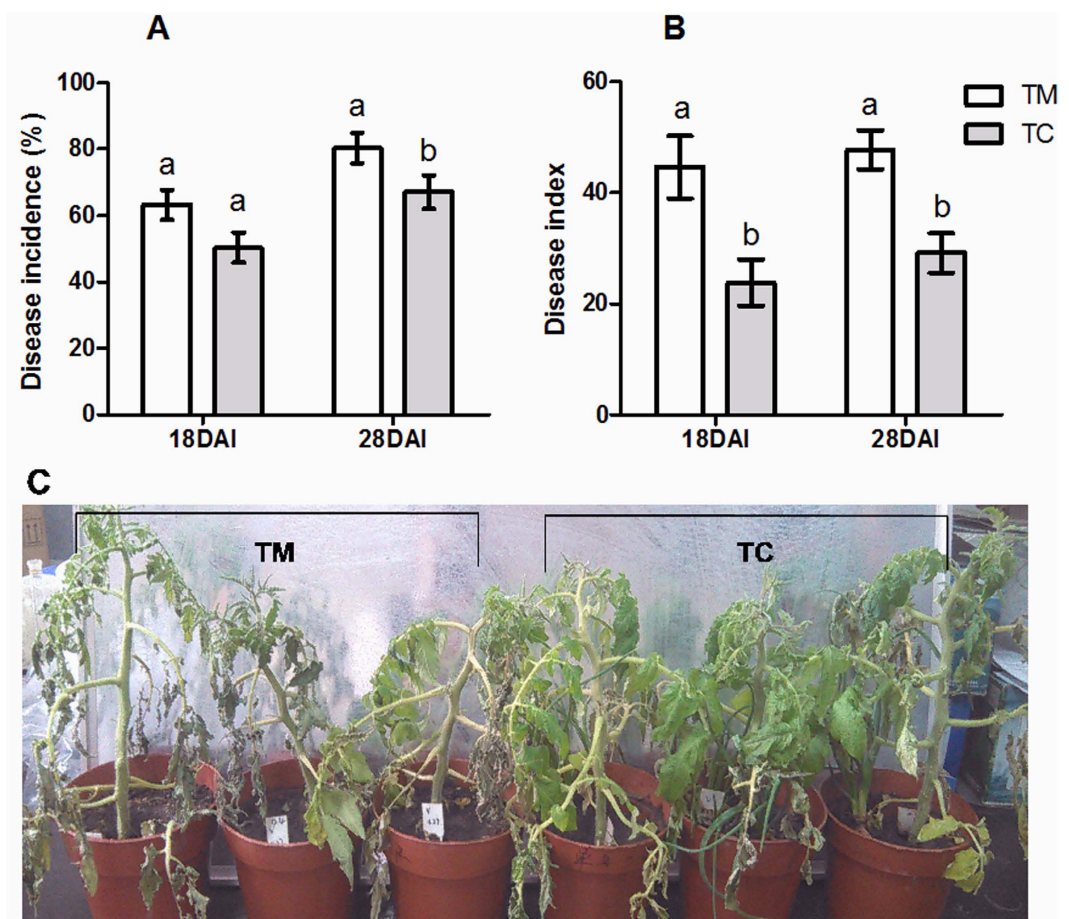 A
Disease incidence (%)
100
80
60
40
20
0
a
a
a
b
18DAI
28DAI
B
Disease index
60
40
20
0
a
b
a
b
18DAI
28DAI
TM
TC
C
TM
TC